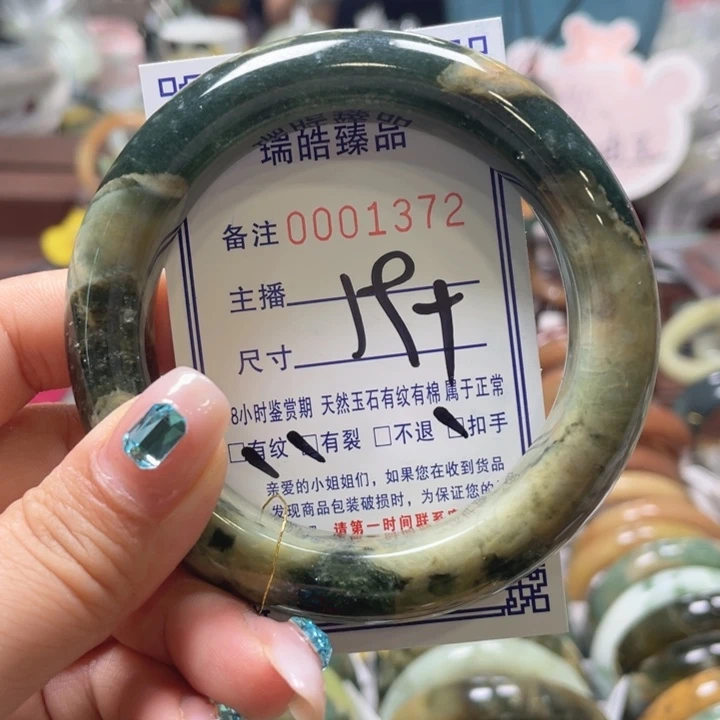 瑞皓臻品
备注 0001372
主播
尺寸
8小时鉴赏期 天然玉石有纹有棉 属于正常
□有纹 □有裂 □不退 □扣手
亲爱的小姐姐们，如果您在收到货品
发现商品包装破损时，为保证您的
请第一时间联系